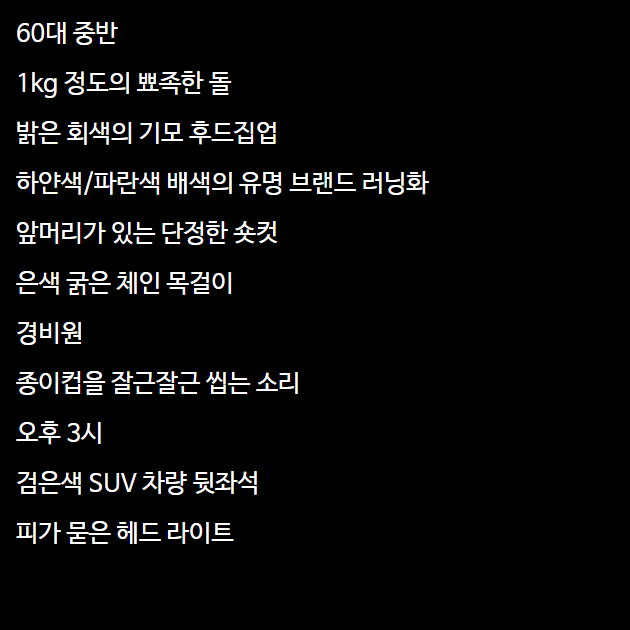 60대 중반
1kg 정도의 뾰족한 돌
밝은 회색의 기모 후드집업
하얀색/파란색 배색의 유명 브랜드 러닝화
앞머리가 있는 단정한 숏컷
은색 굵은 체인 목걸이
경비원
종이컵을 잘근잘근 씹는 소리
오후 3시
검은색 SUV 차량 뒷좌석
피가 묻은 헤드 라이트